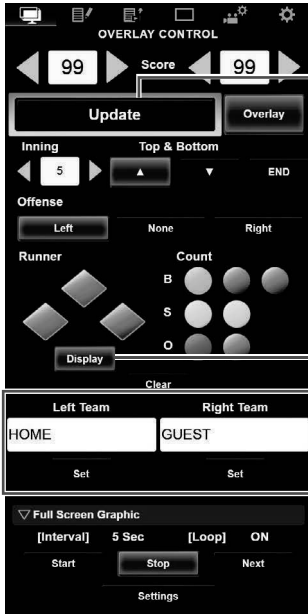 OVERLAY CONTROL
99 Score 99
Update Overlay
Inning Top & Bottom
5 ▲ ▼ END
Offense
Left None Right
Runner Count
B
S
O
Display
Clear
Left Team Right Team
HOME GUEST
Set Set
▽ Full Screen Graphic
[Interval] 5 Sec [Loop] ON
Start Stop Next
Settings